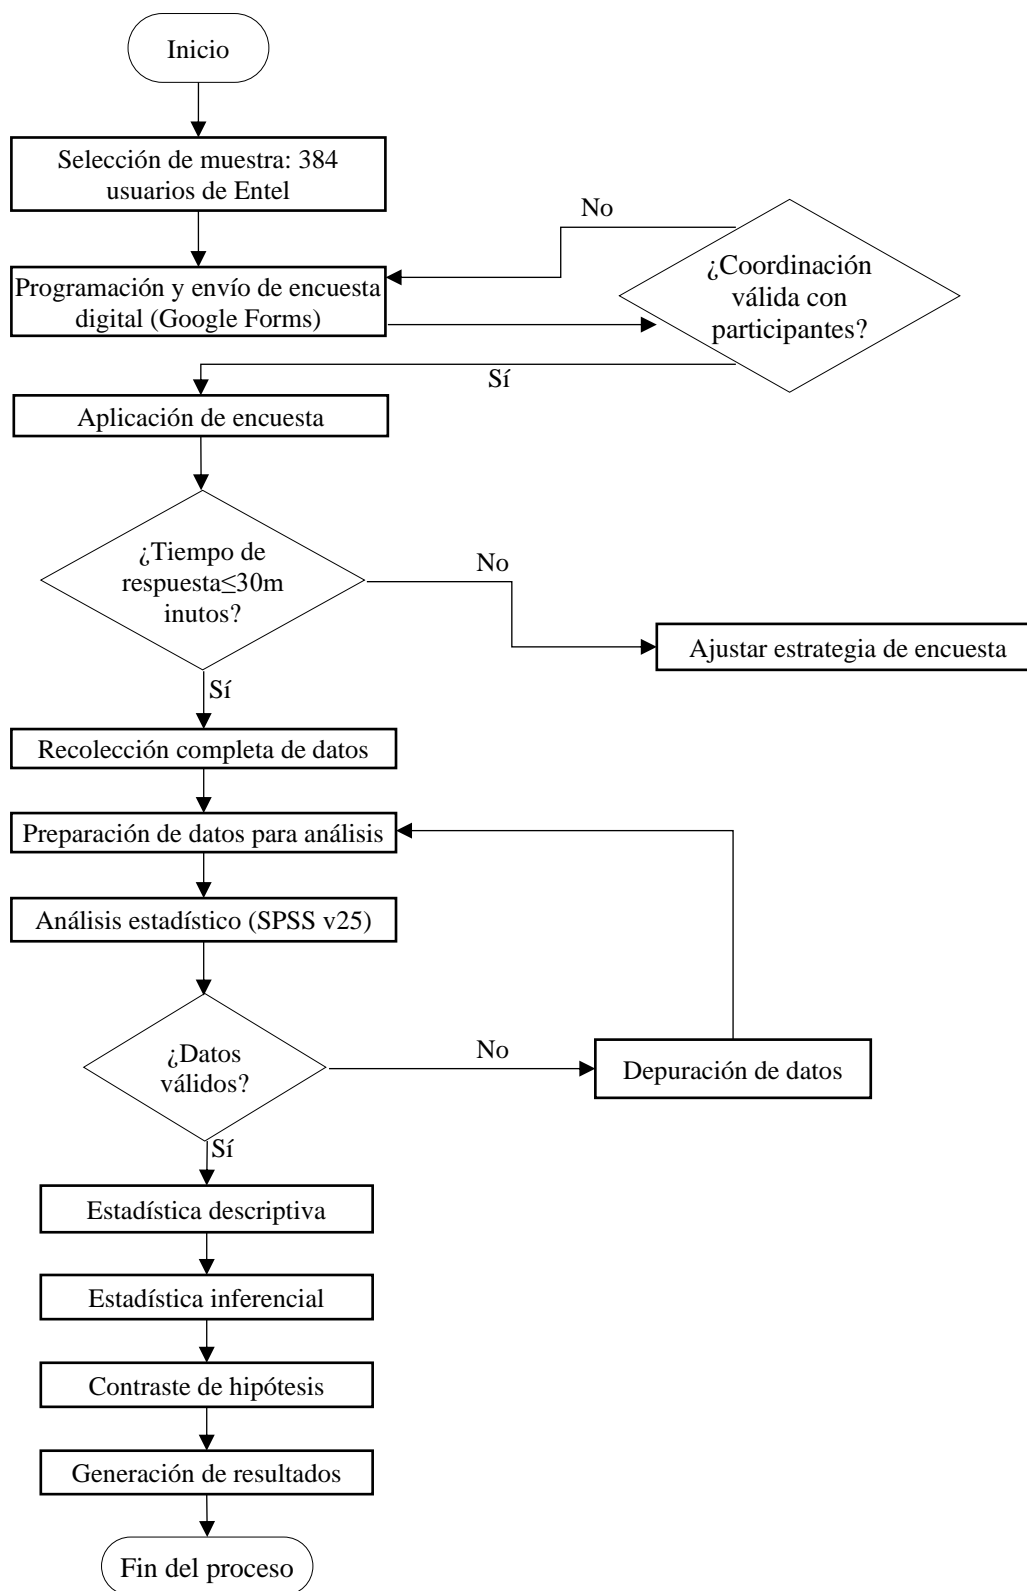 Inicio
Selección de muestra: 384
usuarios de Entel
No
¿Coordinación
válida con
participantes?
Programación y envío de encuesta
digital (Google Forms)
Sí
Aplicación de encuesta
¿Tiempo de
respuesta≤30m
inutos?
No
Ajustar estrategia de encuesta
Sí
Recolección completa de datos
Preparación de datos para análisis
Análisis estadístico (SPSS v25)
¿Datos
válidos?
No
Depuración de datos
Sí
Estadística descriptiva
Estadística inferencial
Contraste de hipótesis
Generación de resultados
Fin del proceso